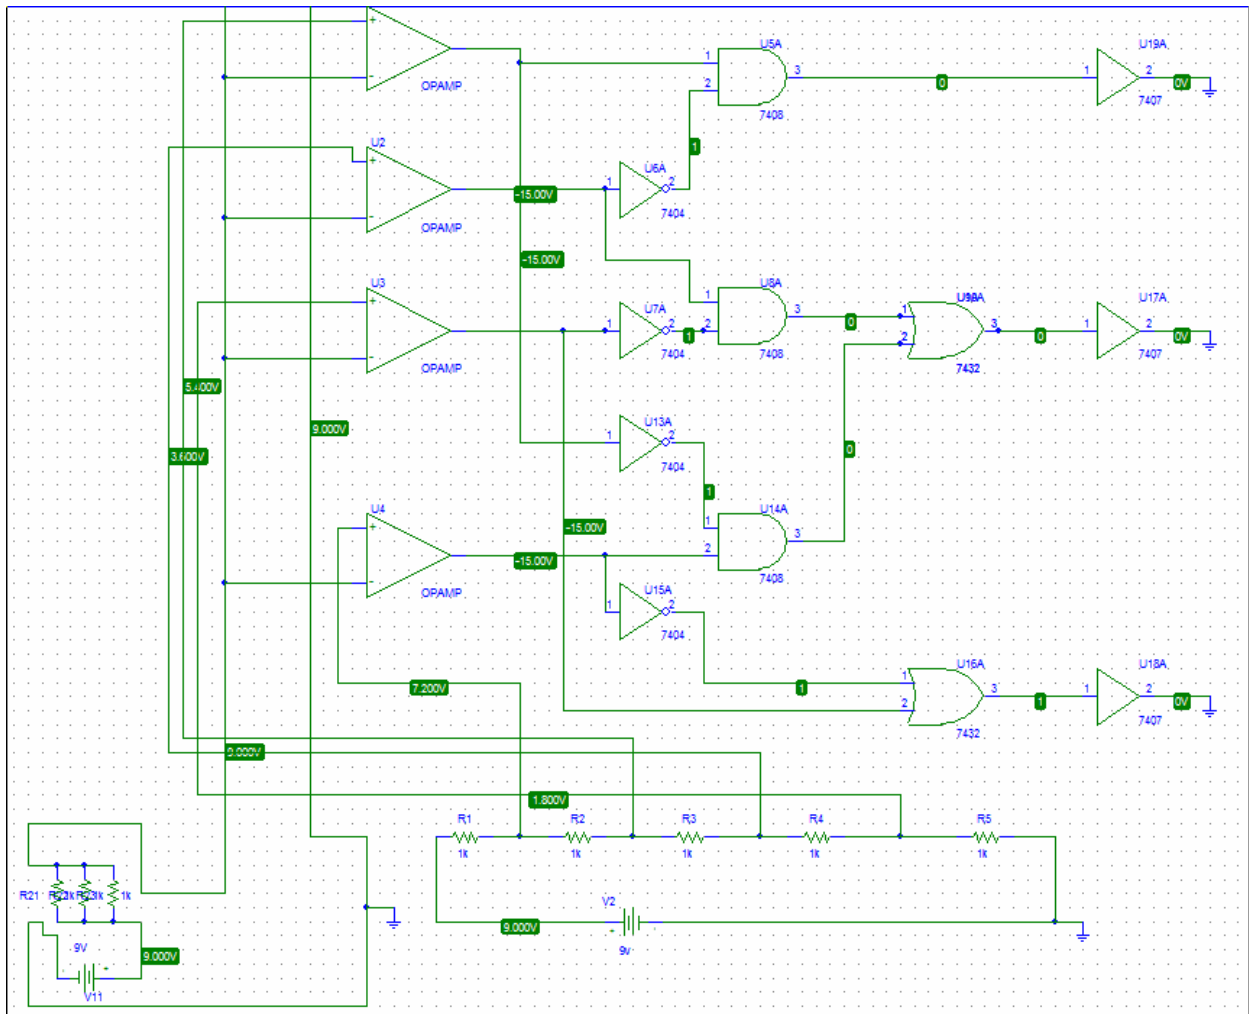 +
-
OPAMP
1
2
U5A
3
7408
0
1
U19A
2
0V
7407
U2
+
-
OPAMP
-15.00V
1
U6A
2
7404
1
-15.00V
U3
+
-
OPAMP
1
U7A
2
7404
1
1
2
U8A
3
7408
0
1
2
3
7432
0
1
U17A
2
0V
7407
9.000V
1
U13A
2
7404
1
0
U4
+
-
OPAMP
-15.00V
-15.00V
1
2
U14A
3
7408
1
U15A
2
7404
7.200V
1
1
2
U16A
3
7432
1
1
U18A
2
0V
7407
1.800V
R1
1k
R2
1k
R3
1k
R4
1k
R5
1k
V2
9.000V
+
-
9v
R21
1k
9V
9.000V
+
V11